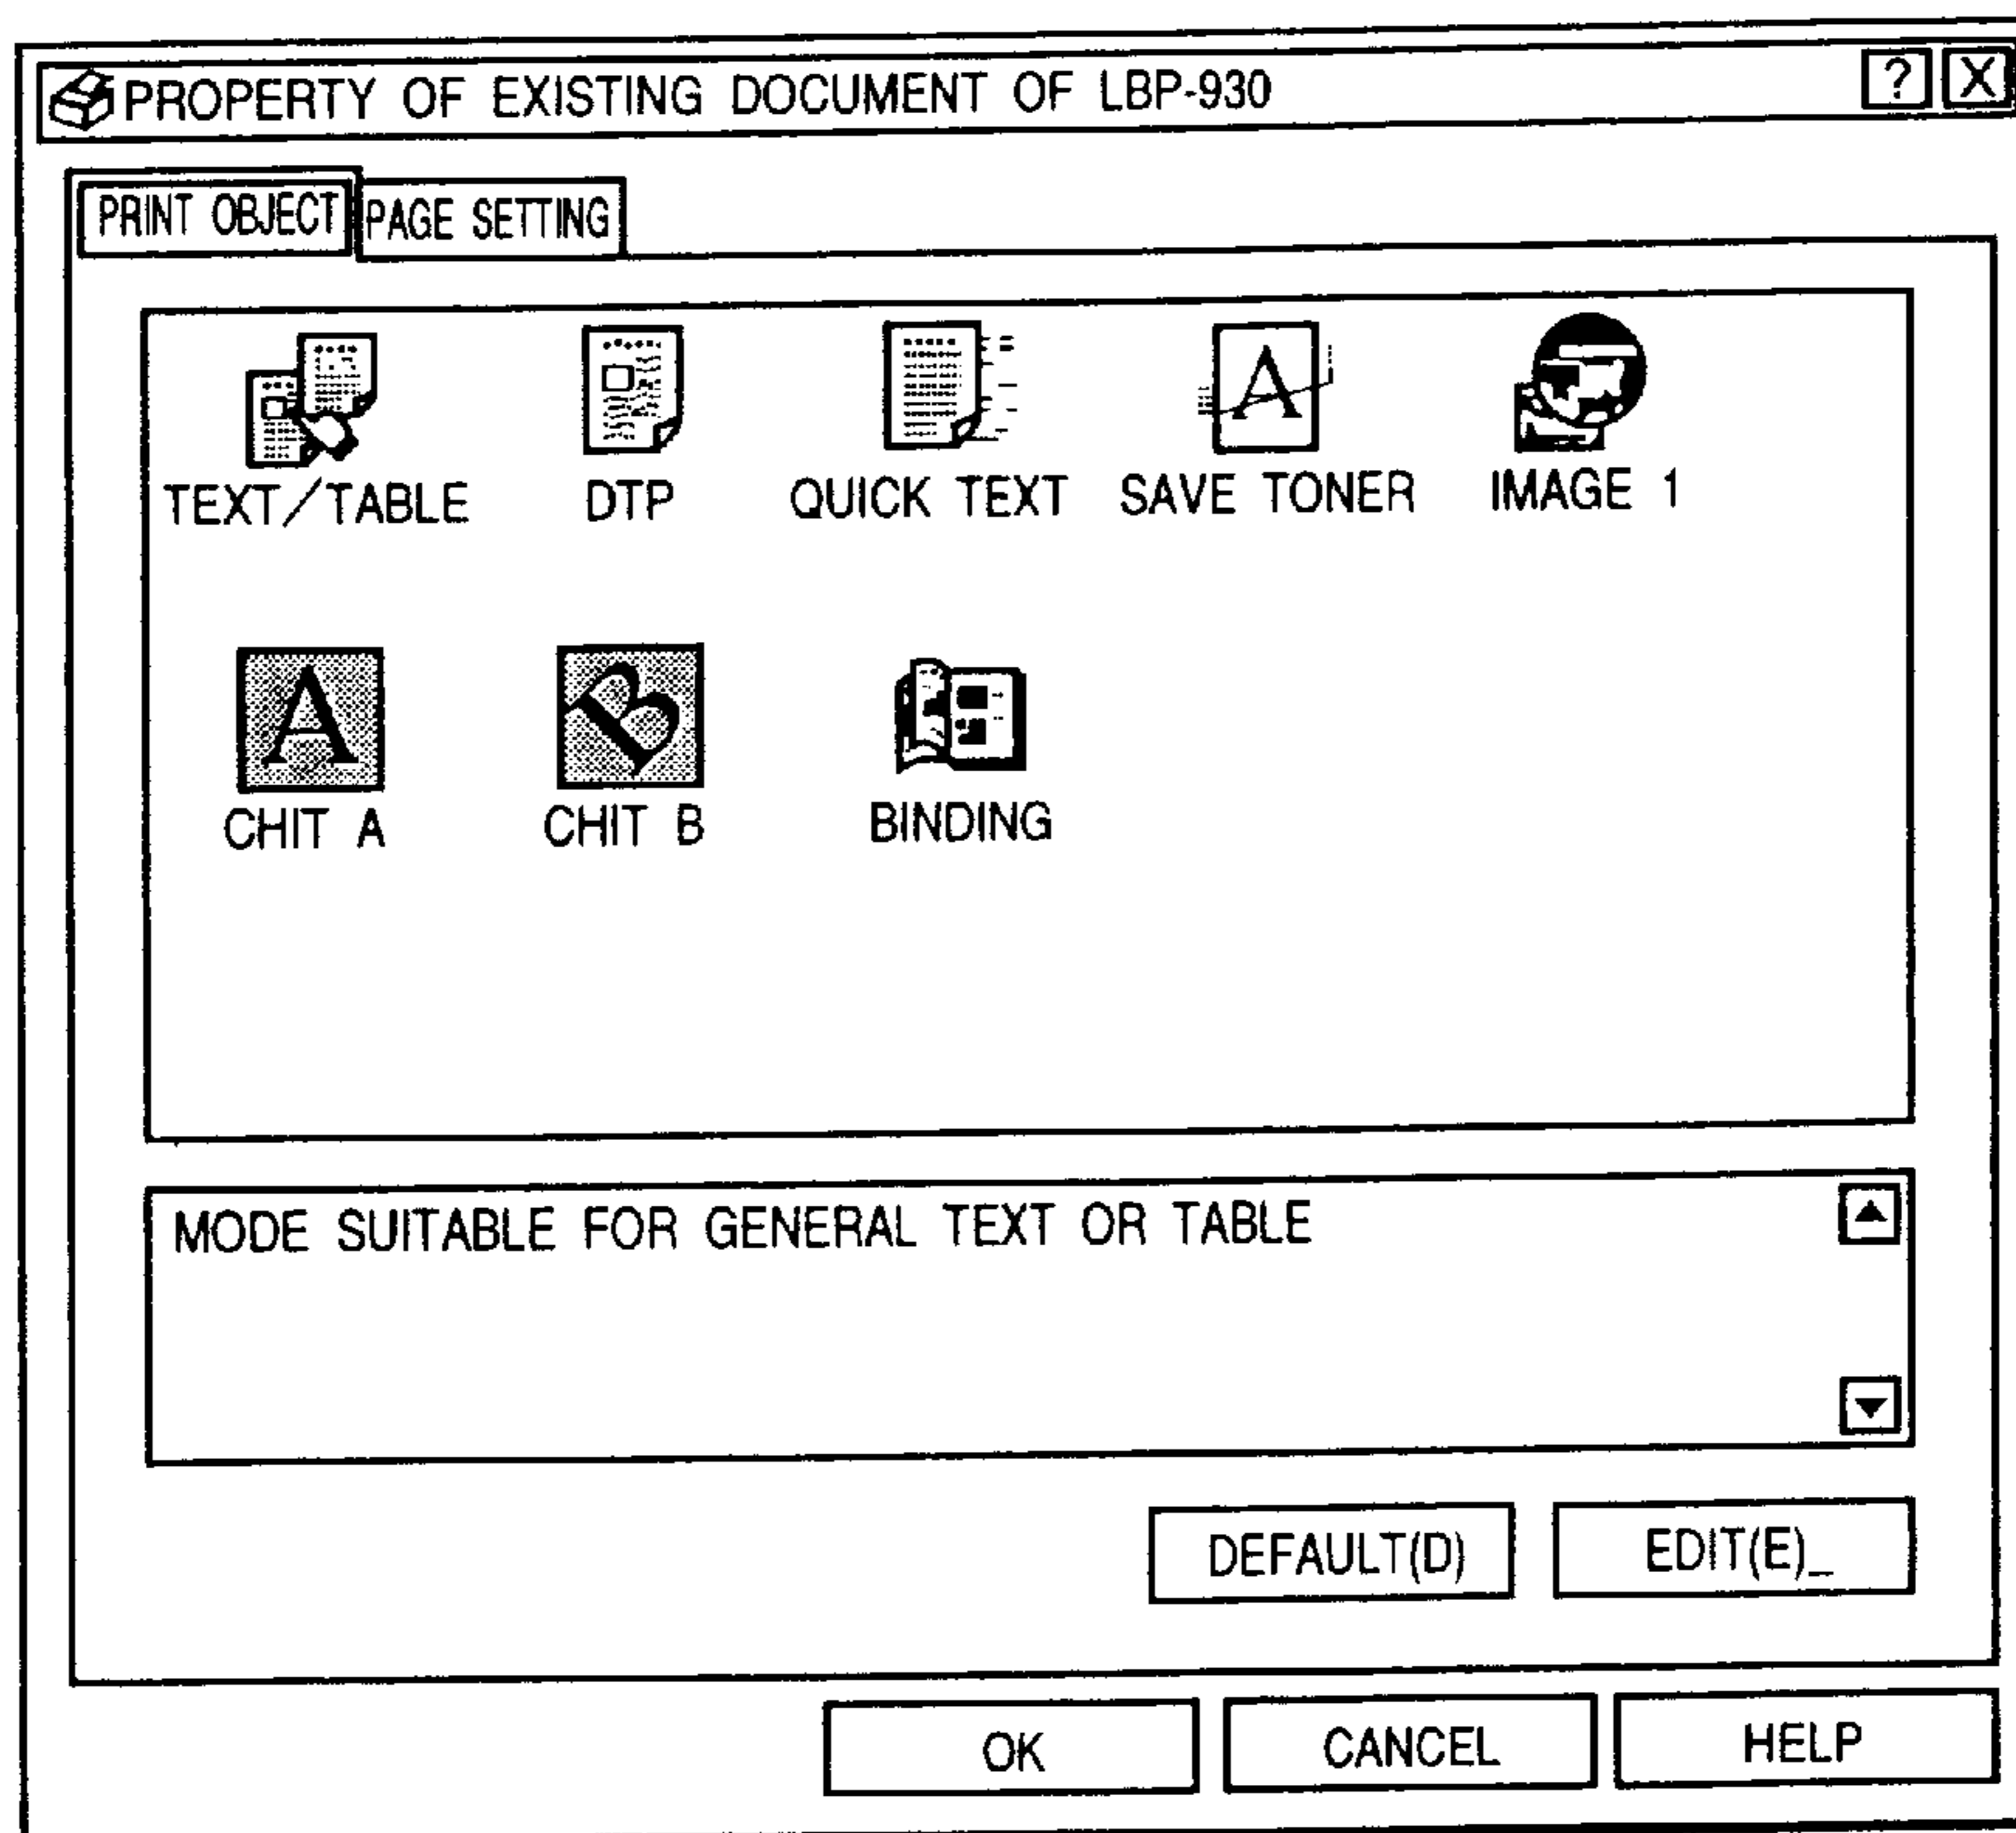 PROPERTY OF EXISTING DOCUMENT OF LBP-930 ? X
PRINT OBJECT PAGE SETTING
A
TEXT/TABLE DTP QUICK TEXT SAVE TONER IMAGE 1
A B
CHIT A CHIT B BINDING
MODE SUITABLE FOR GENERAL TEXT OR TABLE
DEFAULT(D) EDIT(E)_
OK CANCEL HELP